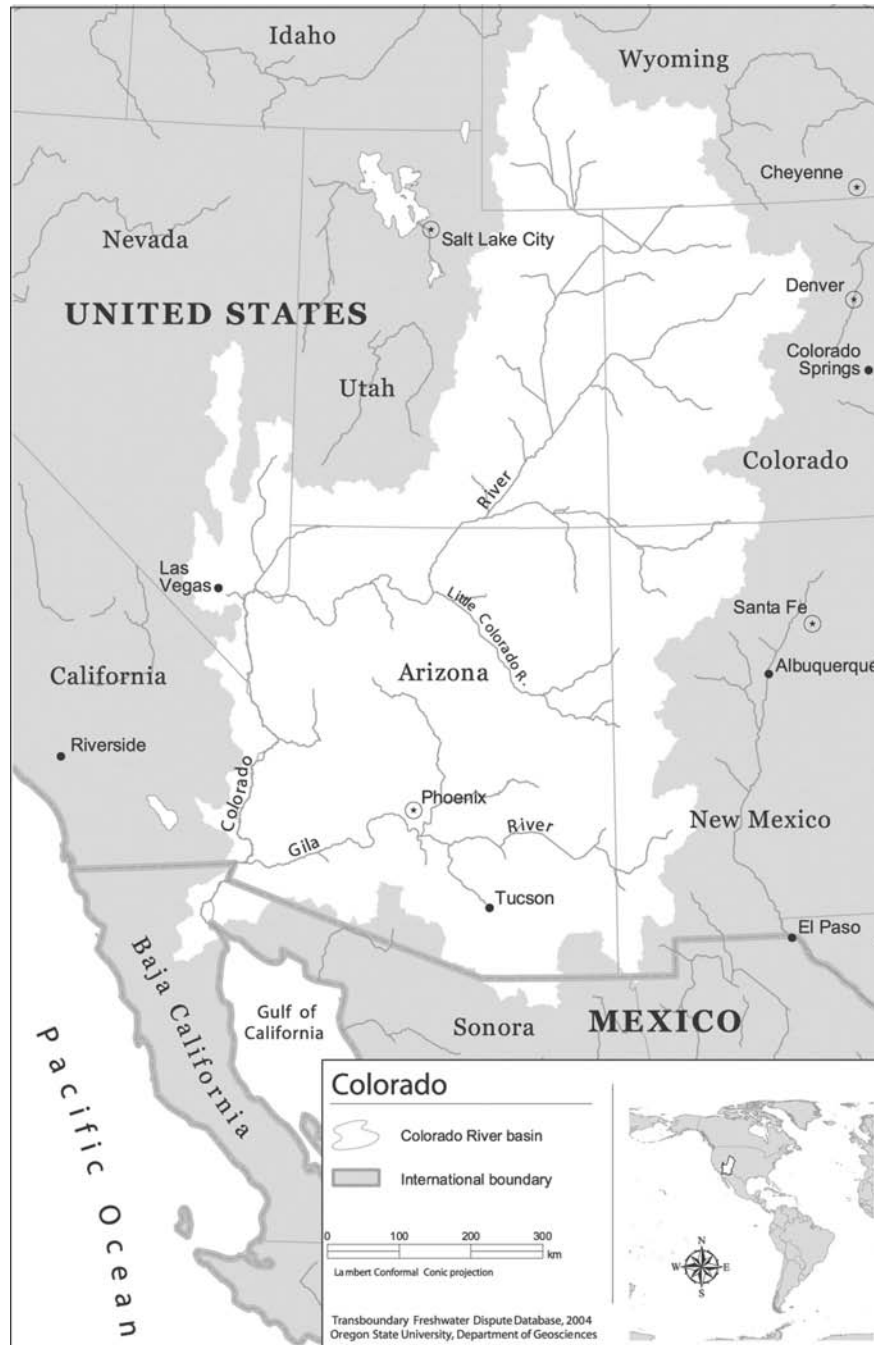 Idaho
Wyoming
Cheyenne
Nevada
Salt Lake City
UNITED STATES
Denver
Colorado
Springs
Utah
Colorado
River
Las
Vegas
Little Colorado R.
Santa Fe
California
Arizona
Albuquerque
Riverside
Colorado
Phoenix
New Mexico
Gila
River
Tucson
El Paso
Baja California
Gulf of
California
Sonora
MEXICO
Pacific Ocean
Colorado
Colorado River basin
International boundary
0 100 200 300
km
Lambert Conformal Conic projection
Transboundary Freshwater Dispute Database, 2004
Oregon State University, Department of Geosciences
N
W E
S